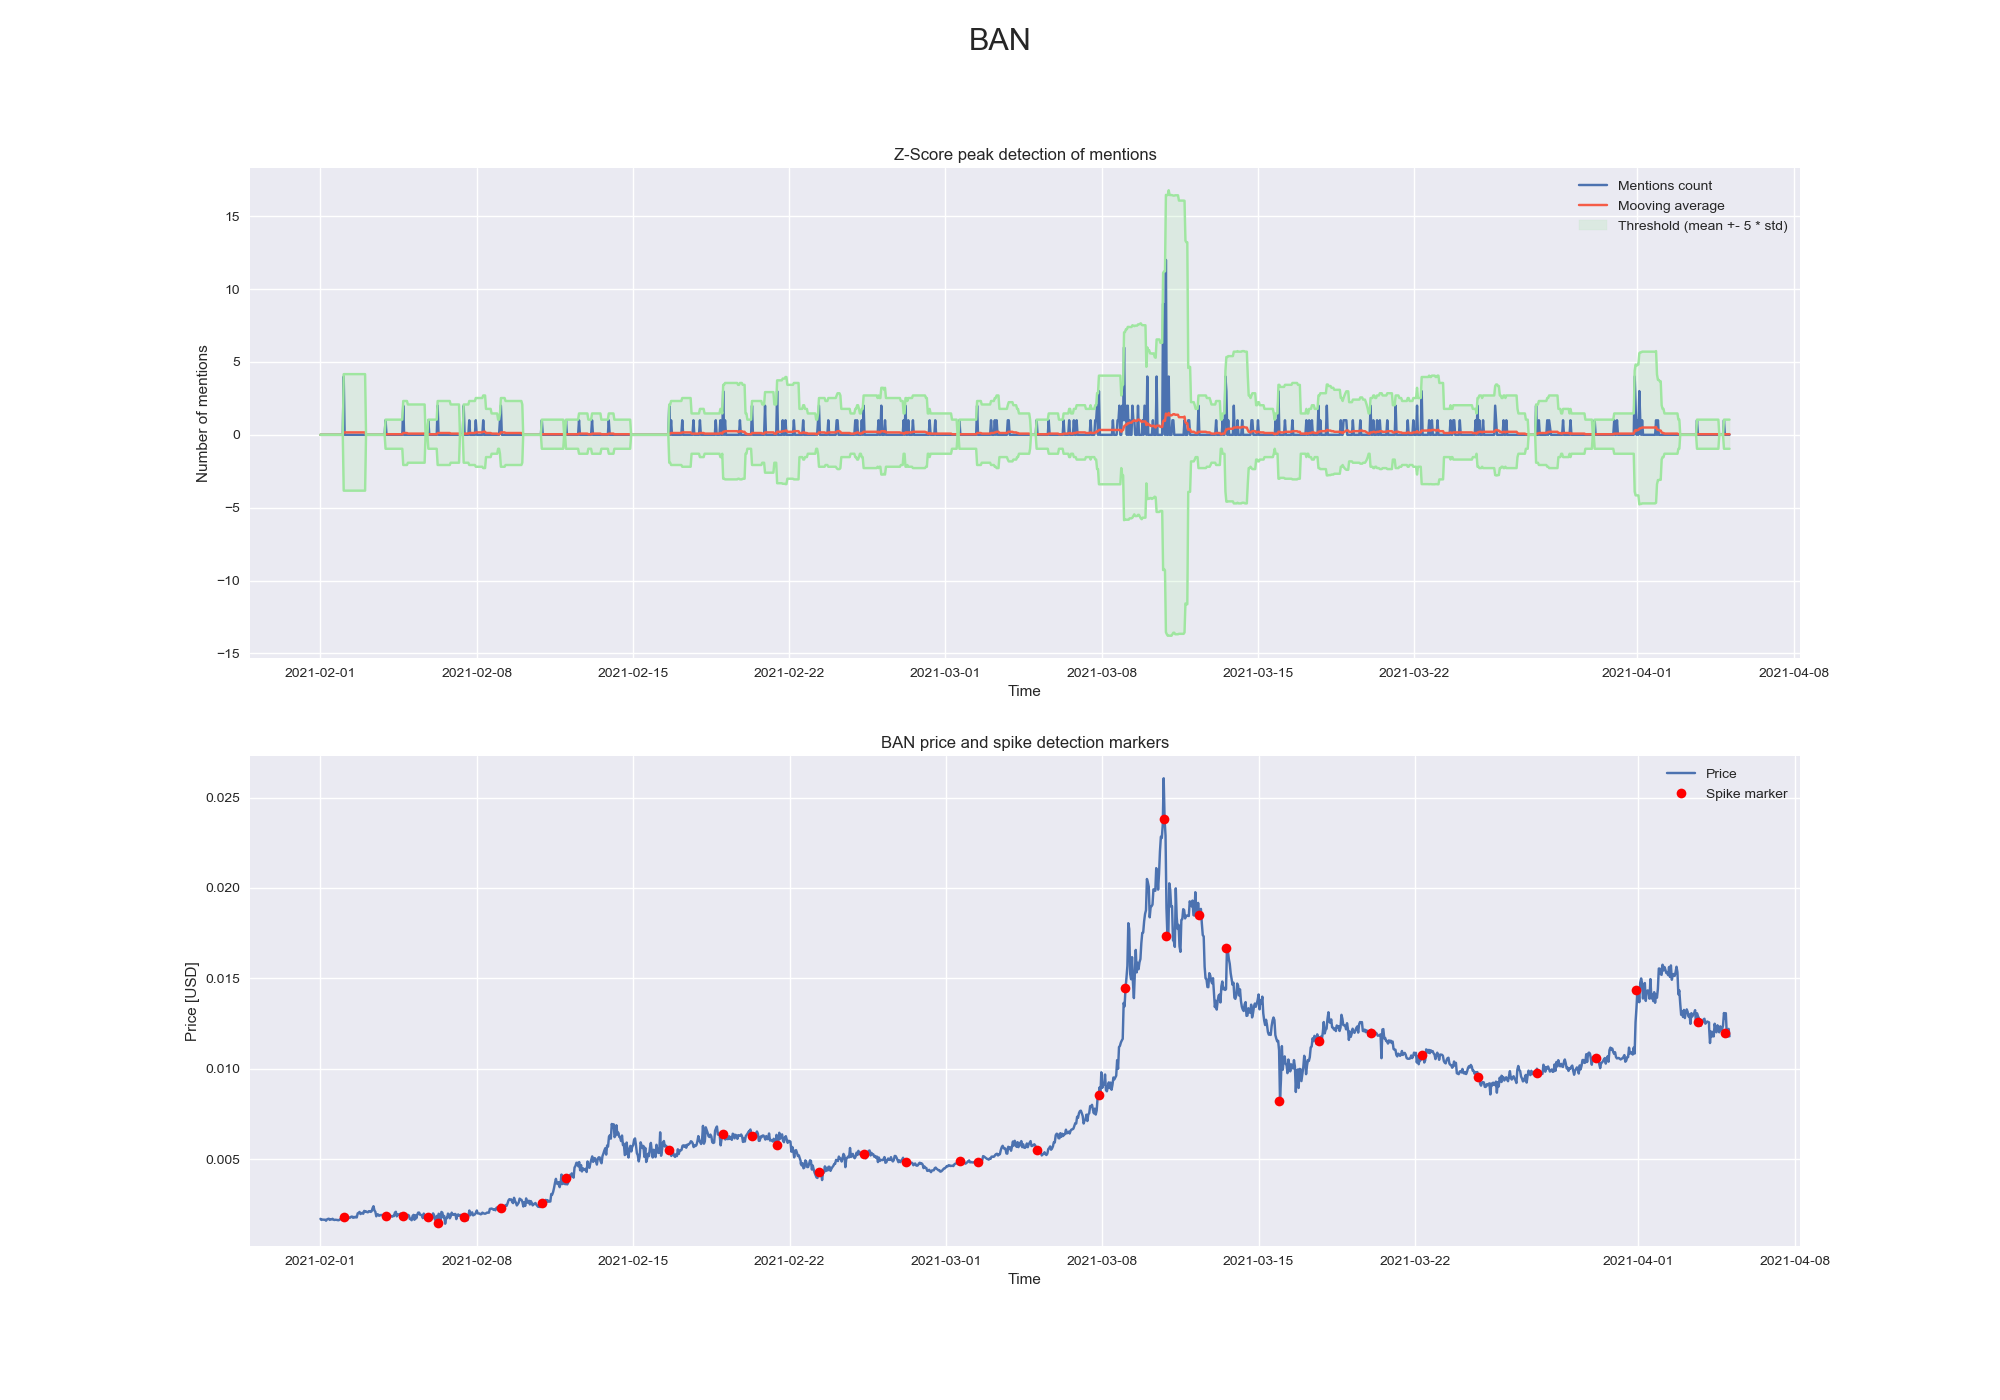 BAN
Z-Score peak detection of mentions
Mentions count
Mooving average
Threshold (mean +- 5 * std)
Number of mentions
15
10
5
0
−5
−10
−15
2021-02-01 2021-02-08 2021-02-15 2021-02-22 2021-03-01 2021-03-08 2021-03-15 2021-03-22 2021-04-01 2021-04-08
Time
BAN price and spike detection markers
Price
Spike marker
Price [USD]
0.025
0.020
0.015
0.010
0.005
2021-02-01 2021-02-08 2021-02-15 2021-02-22 2021-03-01 2021-03-08 2021-03-15 2021-03-22 2021-04-01 2021-04-08
Time